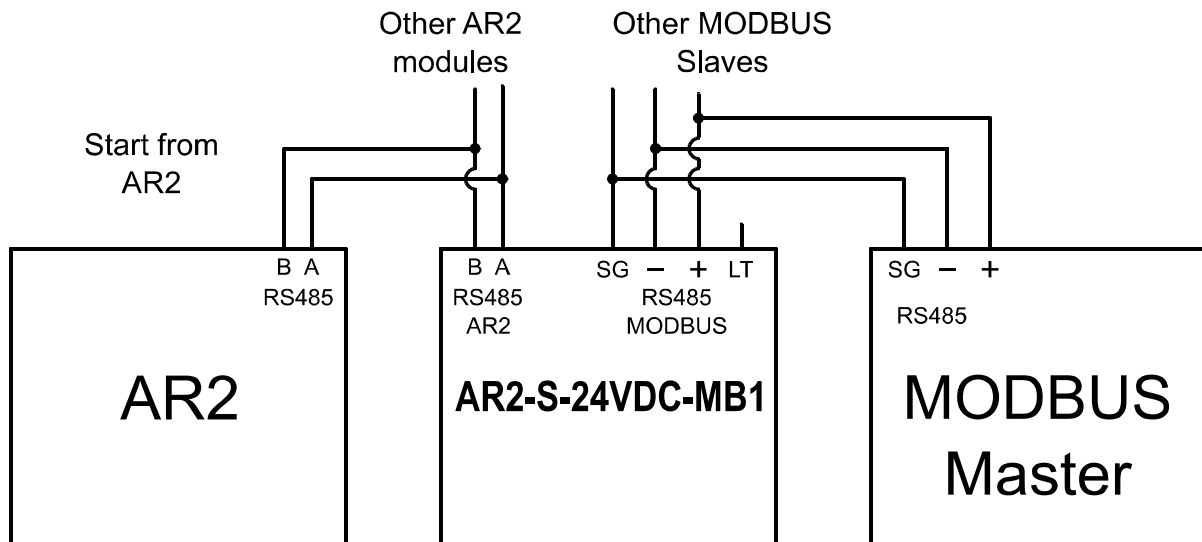 Other AR2
modules
Other MODBUS
Slaves
Start from
AR2
B A
RS485
AR2
B A
RS485
AR2
SG − + LT
RS485
MODBUS
AR2-S-24VDC-MB1
SG − +
RS485
MODBUS
Master